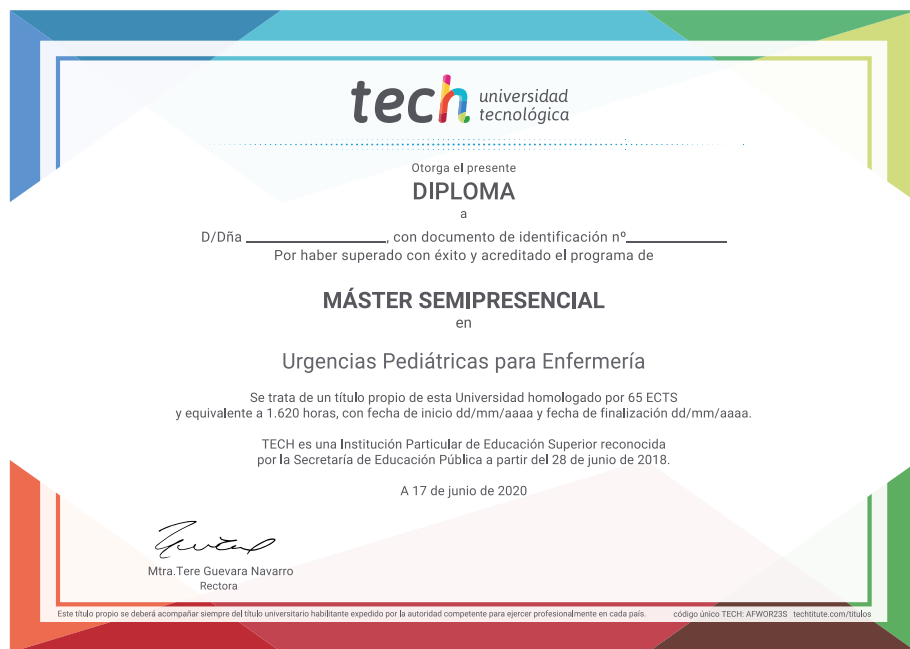 tech universidad
tecnológica
Otorga el presente
DIPLOMA
a
D/Dña ____________, con documento de identificación nº____________
Por haber superado con éxito y acreditado el programa de
MÁSTER SEMIPRESENCIAL
en
Urgencias Pediátricas para Enfermería
Se trata de un título propio de esta Universidad homologado por 65 ECTS
y equivalente a 1.620 horas, con fecha de inicio dd/mm/aaaa y fecha de finalización dd/mm/aaaa.
TECH es una Institución Particular de Educación Superior reconocida
por la Secretaría de Educación Pública a partir del 28 de junio de 2018.
A 17 de junio de 2020
Mtra.Tere Guevara Navarro
Rectora
Este título propio se deberá acompañar siempre del título universitario habilitante expedido por la autoridad competente para ejercer profesionalmente en cada país. código único TECH: AFWOR23S techtitute.com/titulos